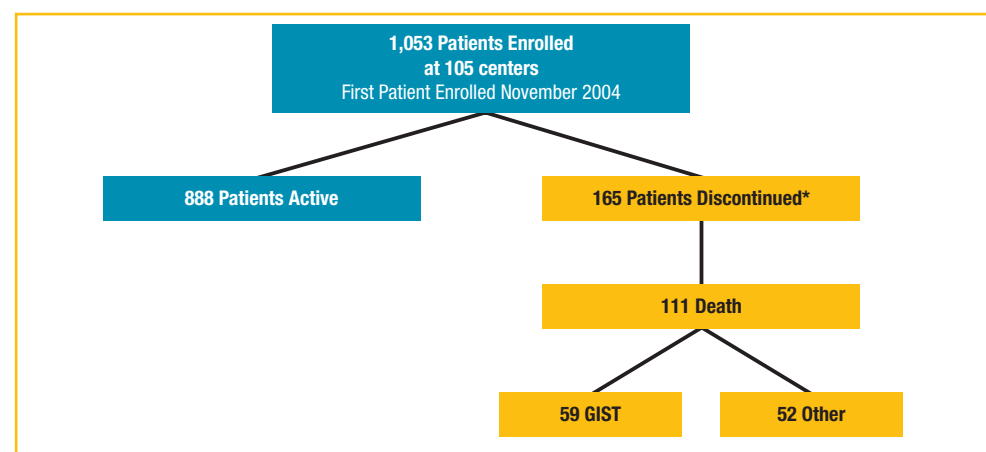 1,053 Patients Enrolled
at 105 centers
First Patient Enrolled November 2004
888 Patients Active
165 Patients Discontinued*
111 Death
59 GIST
52 Other